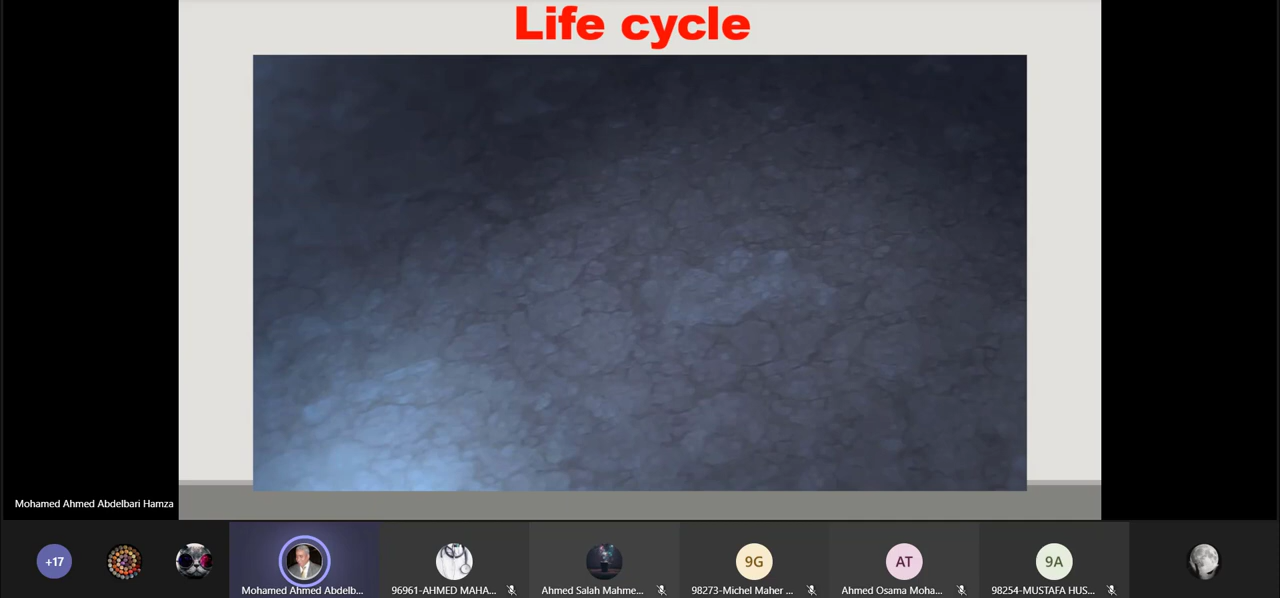 Life cycle
Mohamed Ahmed Abdelbari Hamza
+17
Mohamed Ahmed Abdelb...
96961-AHMED MAHA...
Ahmed Salah Mahme...
9G
98273-Michel Maher ...
AT
Ahmed Osama Moha...
9A
98254-MUSTAFA HUS...